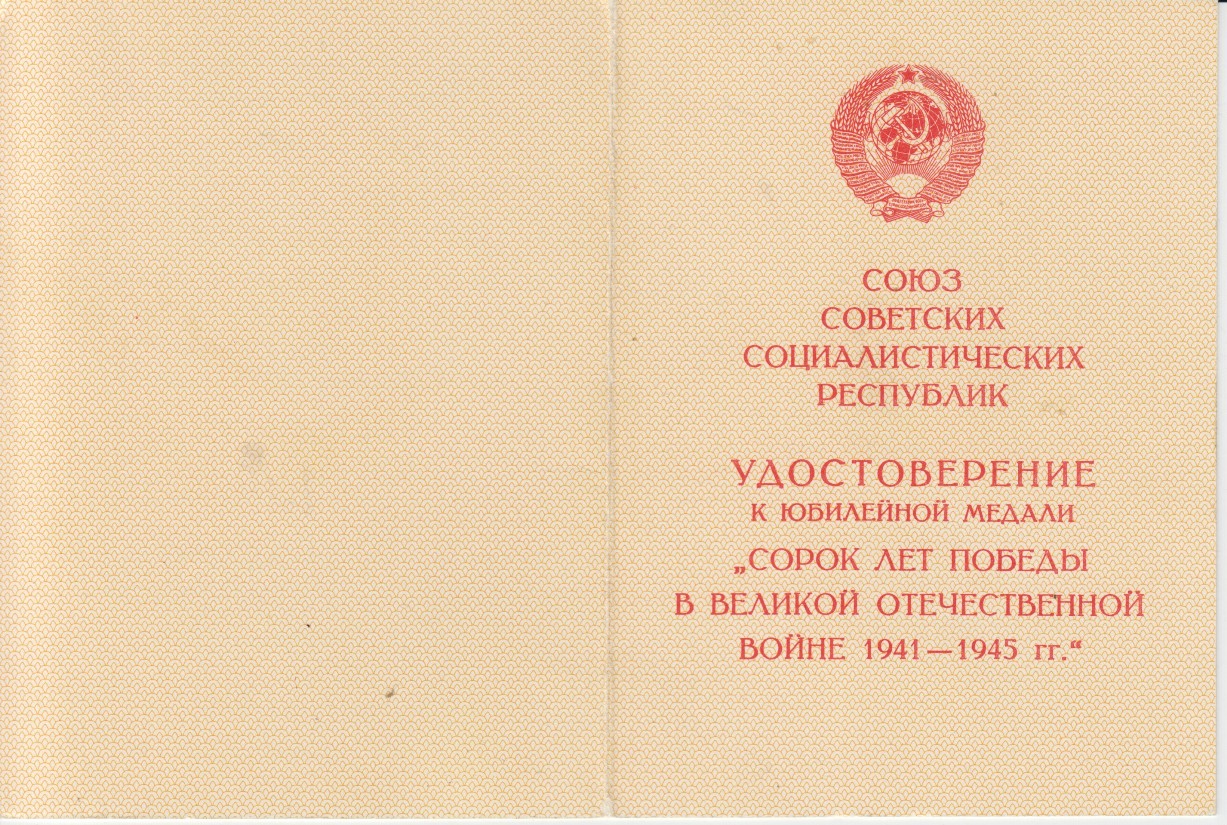 СОЮЗ
СОВЕТСКИХ
СОЦИАЛИСТИЧЕСКИХ
РЕСПУБЛИК
УДОСТОВЕРЕНИЕ
К ЮБИЛЕЙНОЙ МЕДАЛИ
„СОРОК ЛЕТ ПОБЕДЫ
В ВЕЛИКОЙ ОТЕЧЕСТВЕННОЙ
ВОЙНЕ 1941—1945 гг.“